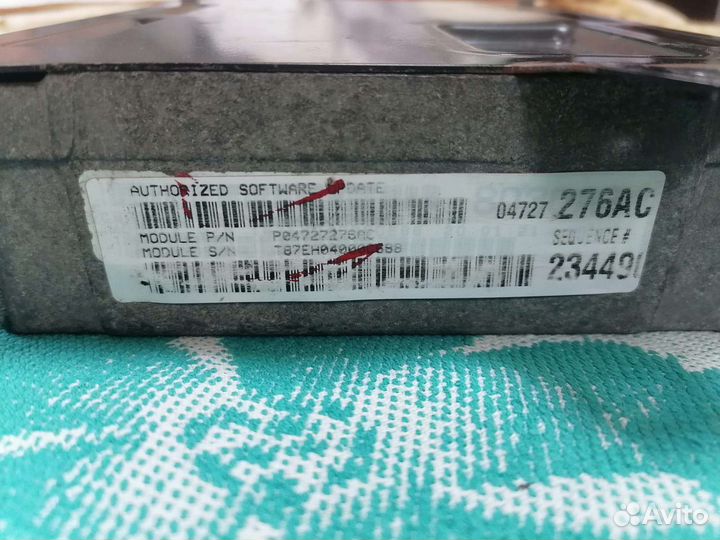 AUTHORIZED SOFTWARE UPDATE
04727 276AC
MODULE P/N P04727276AC
MODULE S/N
SEQUENCE #
23449
Avito